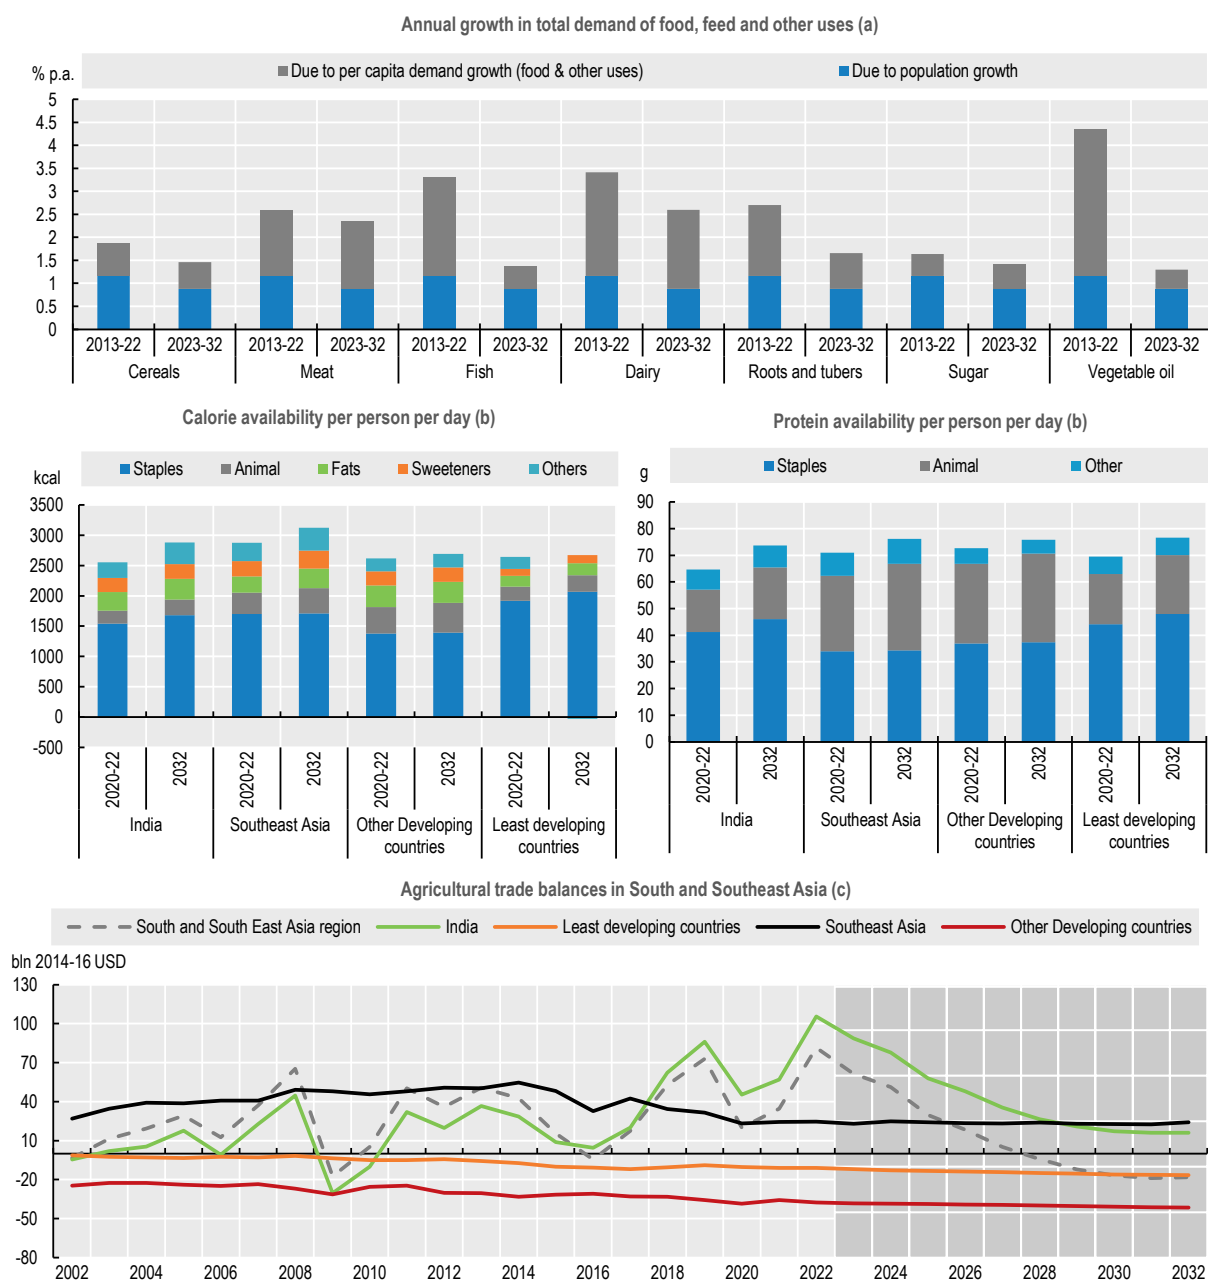 Annual growth in total demand of food, feed and other uses (a)
% p.a.
Due to per capita demand growth (food & other uses) Due to population growth
5
4.5
4
3.5
3
2.5
2
1.5
1
0.5
0
2013-22 2023-32 2013-22 2023-32 2013-22 2023-32 2013-22 2023-32 2013-22 2023-32 2013-22 2023-32 2013-22 2023-32
Cereals Meat Fish Dairy Roots and tubers Sugar Vegetable oil
Calorie availability per person per day (b)
kcal
Staples Animal Fats Sweeteners Others
3500
3000
2500
2000
1500
1000
500
0
-500
2020-22 2032 2020-22 2032 2020-22 2032 2020-22 2032
India Southeast Asia Other Developing countries Least developing countries
Protein availability per person per day (b)
g
Staples Animal Other
90
80
70
60
50
40
30
20
10
0
2020-22 2032 2020-22 2032 2020-22 2032 2020-22 2032
India Southeast Asia Other Developing countries Least developing countries
Agricultural trade balances in South and Southeast Asia (c)
South and South East Asia region India Least developing countries Southeast Asia Other Developing countries
bln 2014-16 USD
130
100
70
40
10
-20
-50
-80
2002 2004 2006 2008 2010 2012 2014 2016 2018 2020 2022 2024 2026 2028 2030 2032